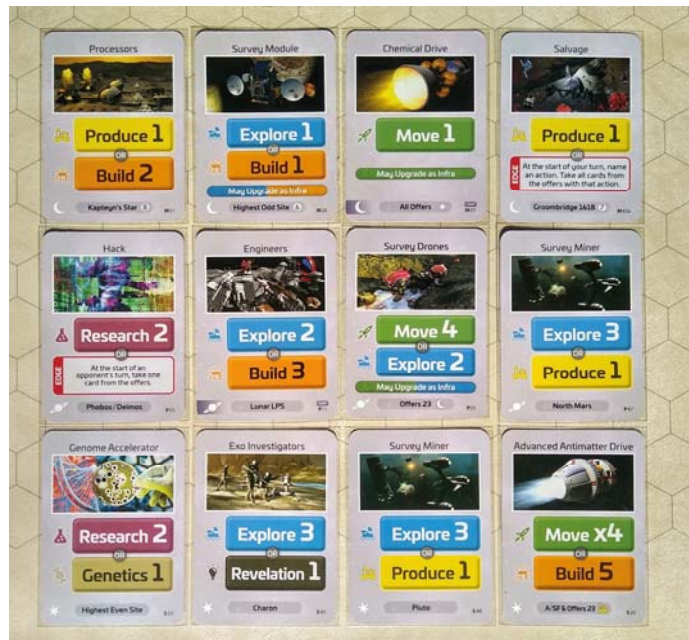 Processors
Produce 1
OR
Build 2
Kapteyn's Star
Survey Module
Explore 1
OR
Build 1
May Upgrade as Infra
Highest Odd Site
Chemical Drive
Move 1
May Upgrade as Infra
All Offers
Salvage
Produce 1
OR
EDGE
At the start of your turn, name
an action. Take all cards from
the offers with that action.
Groombridge 1618
Hack
Research 2
OR
EDGE
At the start of an
opponent's turn, take one
card from the offers.
Phobos/Deimos
Engineers
Explore 2
OR
Build 3
Lunar LPS
Survey Drones
Move 4
OR
Explore 2
May Upgrade as Infra
Offers 23
Survey Miner
Explore 3
OR
Produce 1
North Mars
Genome Accelerator
Research 2
OR
Genetics 1
Highest Even Site
Exo Investigators
Explore 3
OR
Revelation 1
Charon
Survey Miner
Explore 3
OR
Produce 1
Pluto
Advanced Antimatter Drive
Move x4
OR
Build 5
A/SF& Offers 23